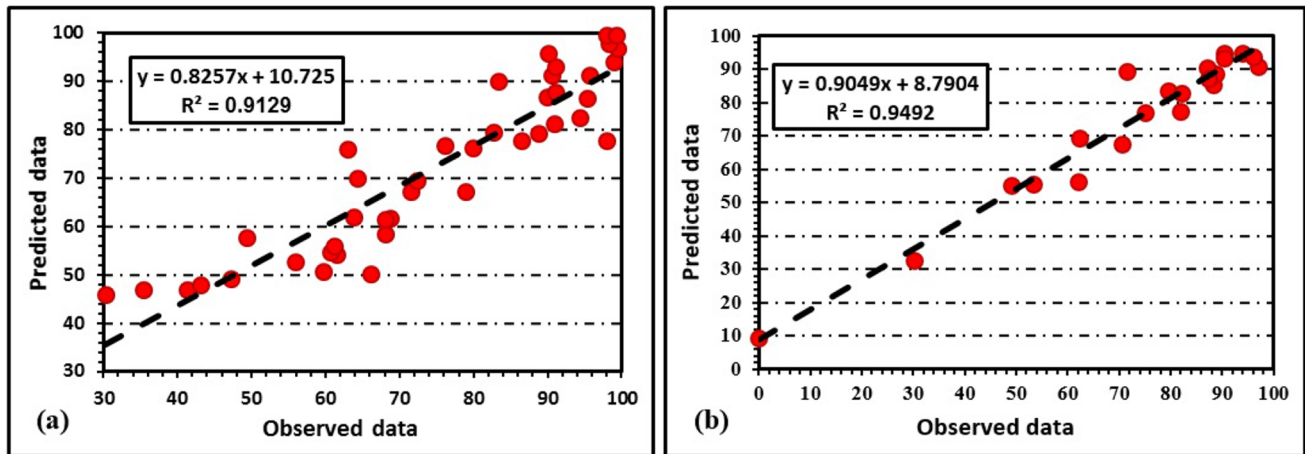 100
90
80
70
60
50
40
30
y = 0.8257x + 10.725
R² = 0.9129
Predicted data
30 40 50 60 70 80 90 100
(a) Observed data
100
90
80
70
60
50
40
30
20
10
0
y = 0.9049x + 8.7904
R² = 0.9492
Predicted data
0 10 20 30 40 50 60 70 80 90 100
(b) Observed data